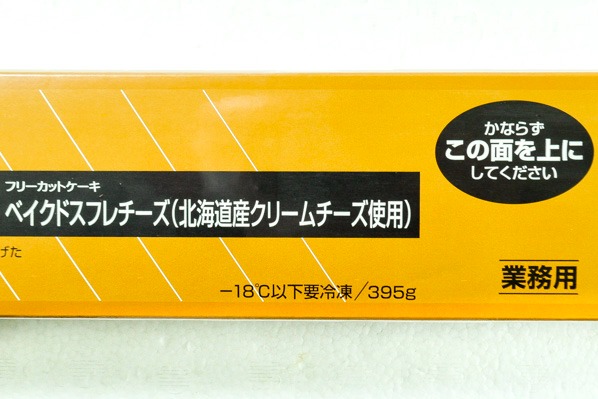 かならず
この面を上に
してください
フリーカットケーキ
ベイクドスフレチーズ(北海道産クリームチーズ使用)
げた
−18℃以下要冷凍/395g
業務用